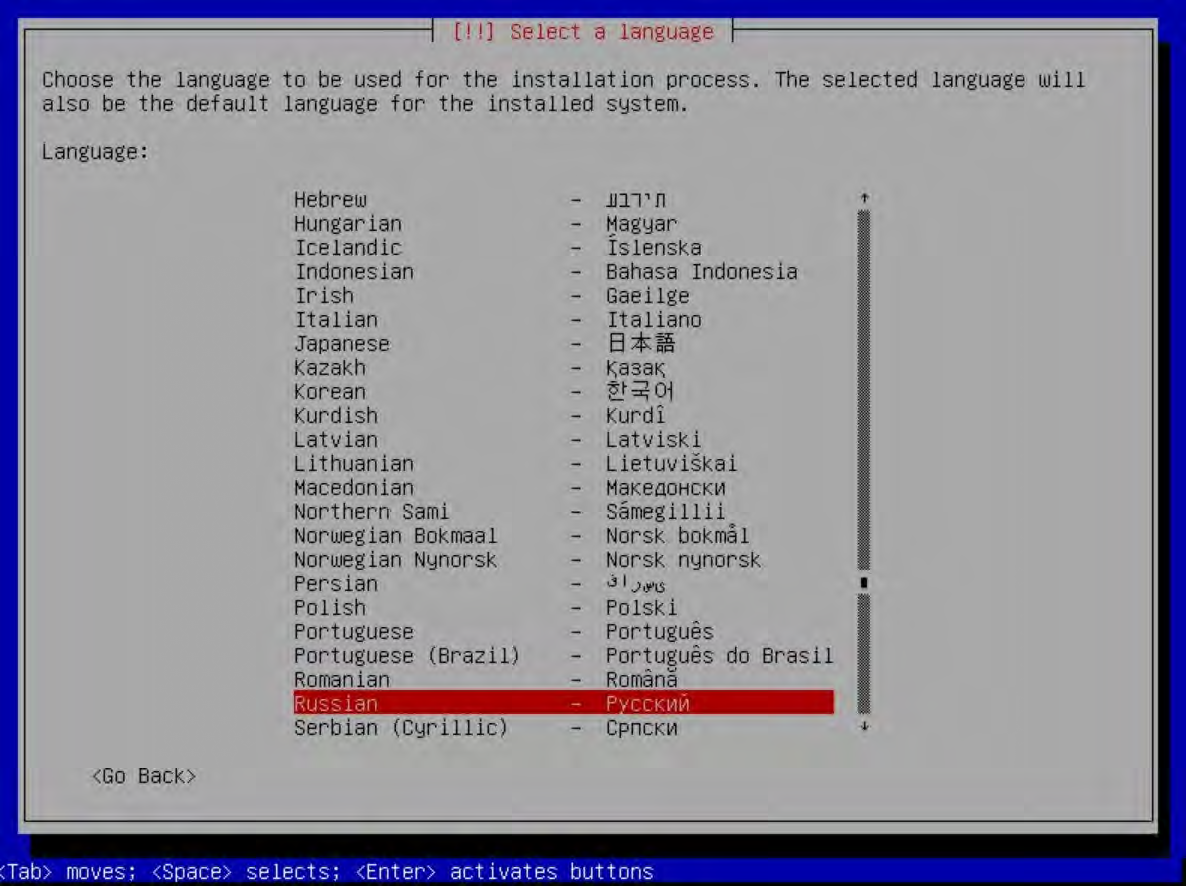 [!!] Select a language
Choose the language to be used for the installation process. The selected language will
also be the default language for the installed system.
Language:
Hebrew - תירבע
Hungarian - Magyar
Icelandic - Íslenska
Indonesian - Bahasa Indonesia
Irish - Gaeilge
Italian - Italiano
Japanese - 日本語
Kazakh - Қазақ
Korean - 한국어
Kurdish - Kurdî
Latvian - Latviski
Lithuanian - Lietuviškai
Macedonian - Македонски
Northern Sami - Sámegillii
Norwegian Bokmaal - Norsk bokmål
Norwegian Nynorsk - Norsk nynorsk
Persian - ىسراف
Polish - Polski
Portuguese - Português
Portuguese (Brazil) - Português do Brasil
Romanian - Română
Russian - Русский
Serbian (Cyrillic) - Српски
<Go Back>
<Tab> moves; <Space> selects; <Enter> activates buttons